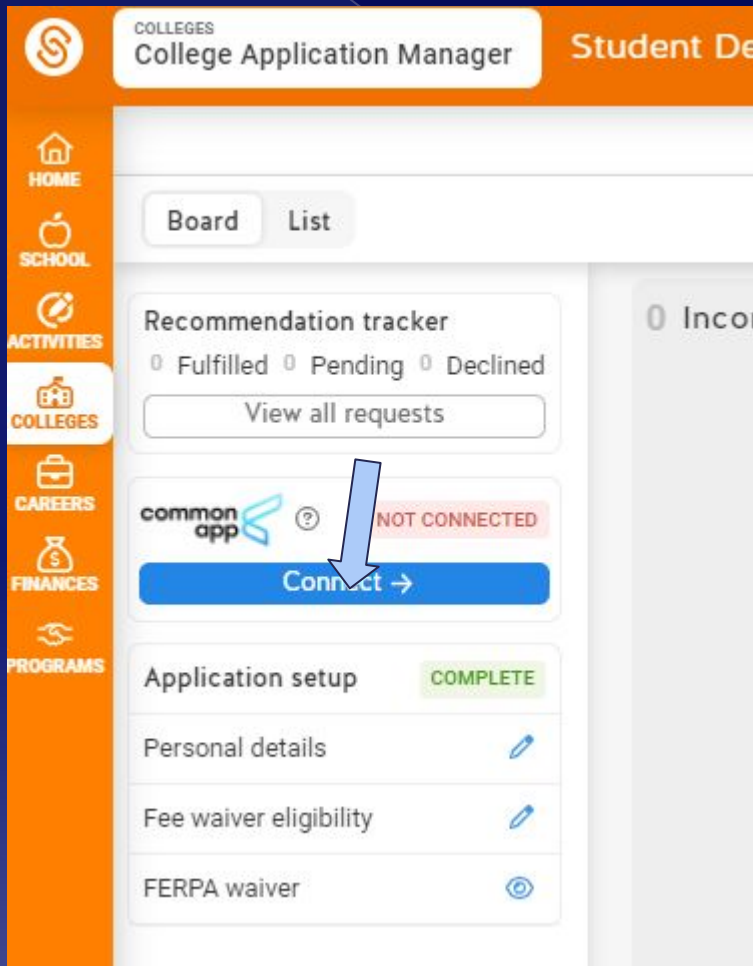 COLLEGES
College Application Manager
Student De
HOME
SCHOOL
ACTIVITIES
COLLEGES
CAREERS
FINANCES
PROGRAMS
Board List
Recommendation tracker
0 Fulfilled 0 Pending 0 Declined
View all requests
common
app
NOT CONNECTED
Connect →
Application setup COMPLETE
Personal details
Fee waiver eligibility
FERPA waiver
0